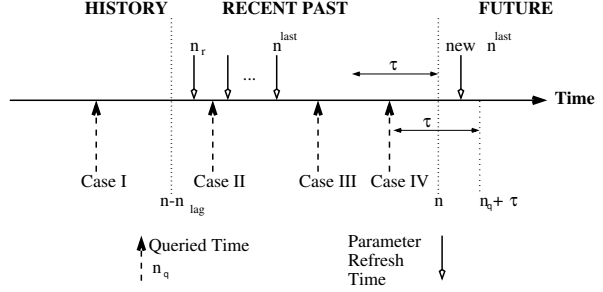 HISTORY RECENT PAST FUTURE
n_r n^last new n^last
...
τ
Time
τ
Case I Case II Case III Case IV
n-n_lag n n_q + τ
Queried Time
n_q
Parameter
Refresh
Time